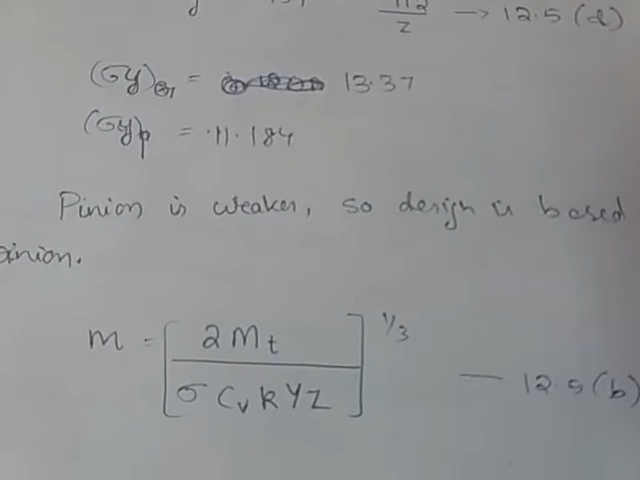 z → 12.5 (d)
(σy)G = 13.37
(σy)p = 11.184
Pinion is weaker, so design is based
pinion.
m = [ 2Mt / σ Cv K Y Z ]^1/3 — 12.5(b)